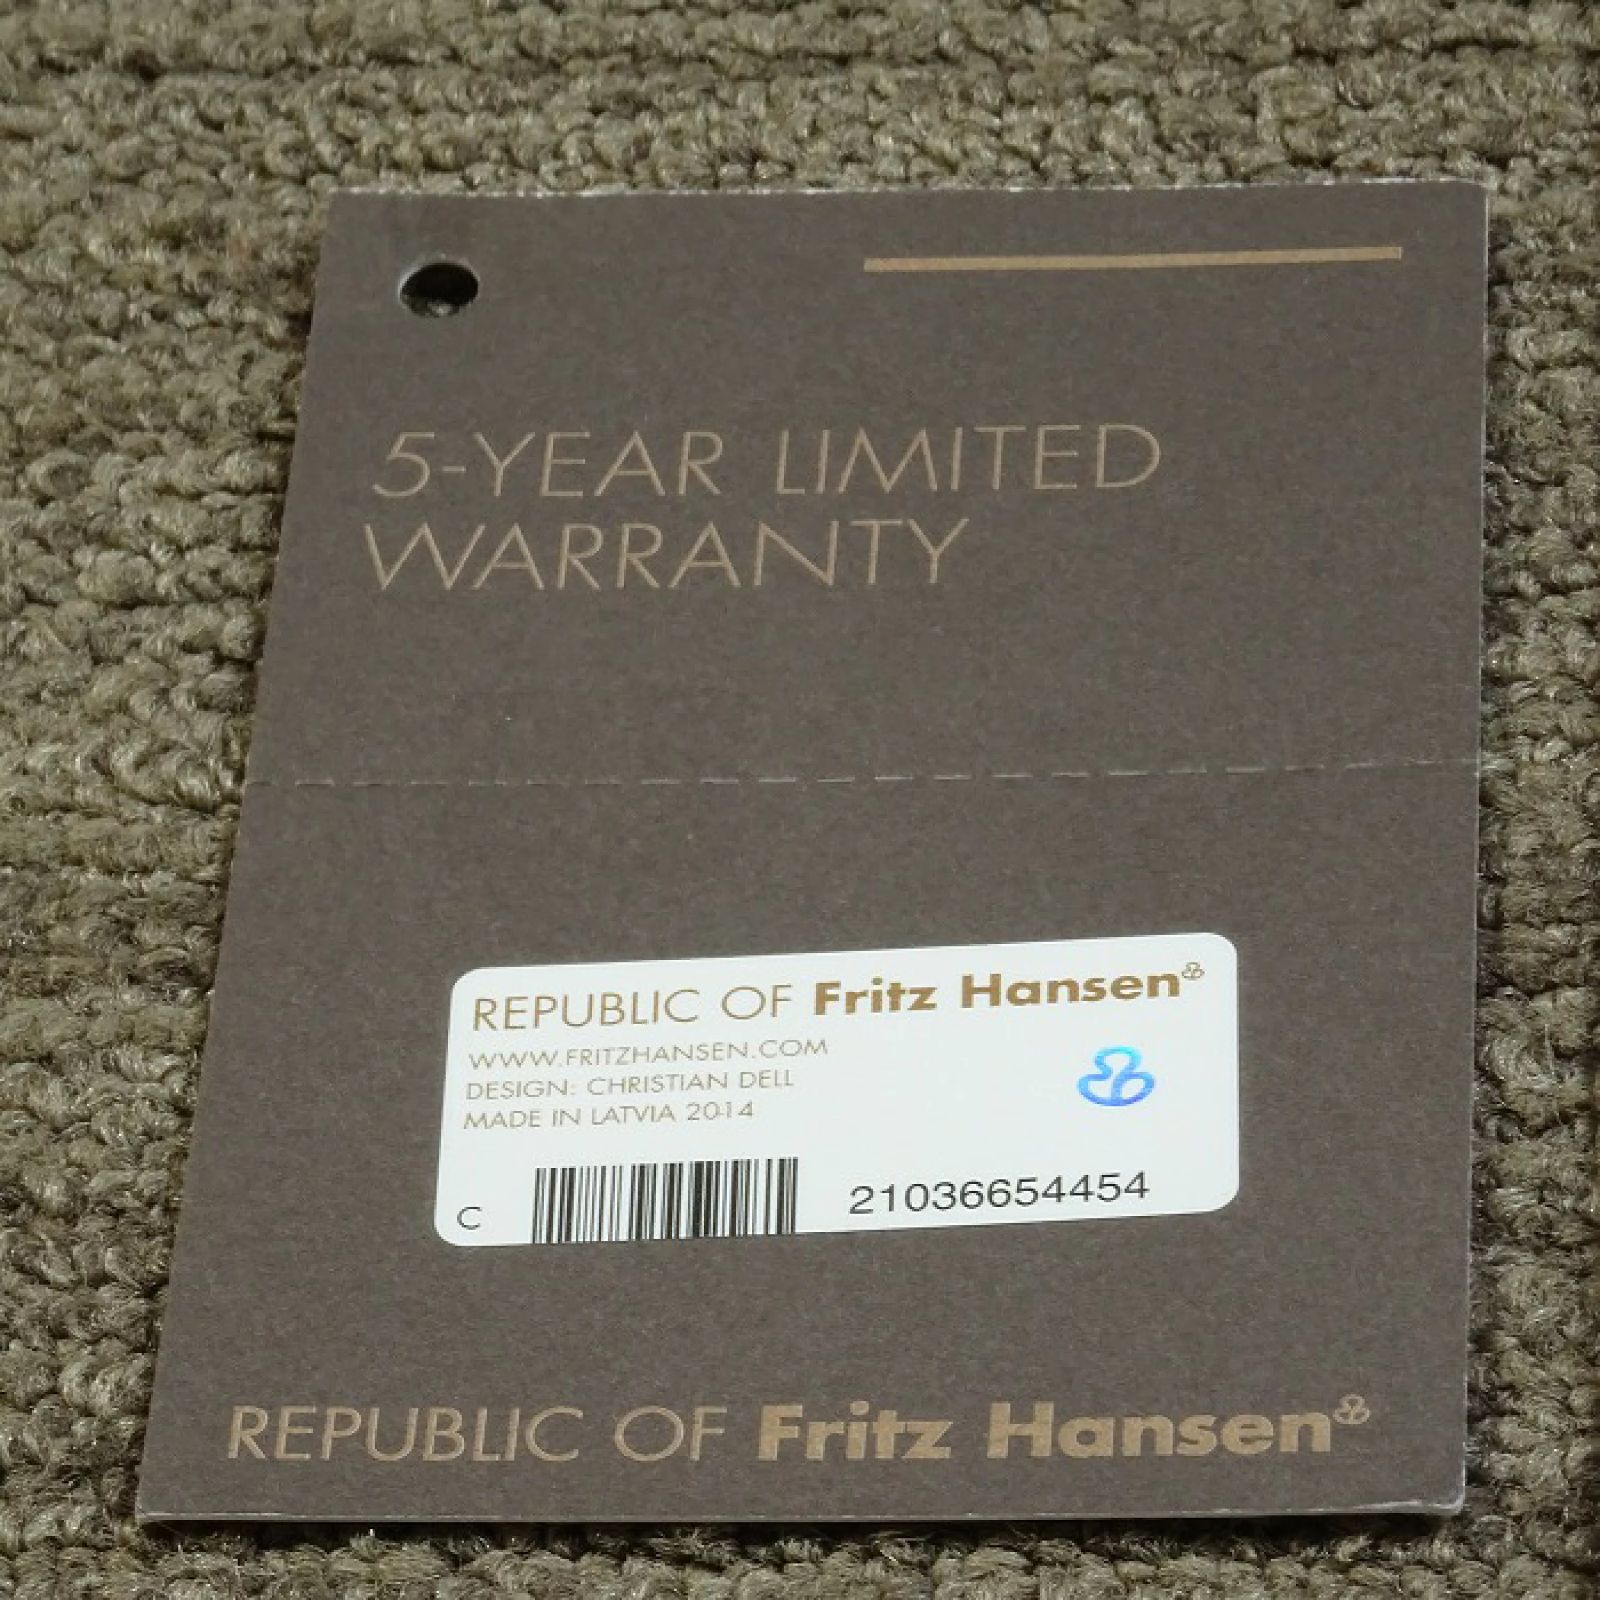 5-YEAR LIMITED
WARRANTY
REPUBLIC OF Fritz Hansen
WWW.FRITZHANSEN.COM
DESIGN: CHRISTIAN DELL
MADE IN LATVIA 2014
C
21036654454
REPUBLIC OF Fritz Hansen